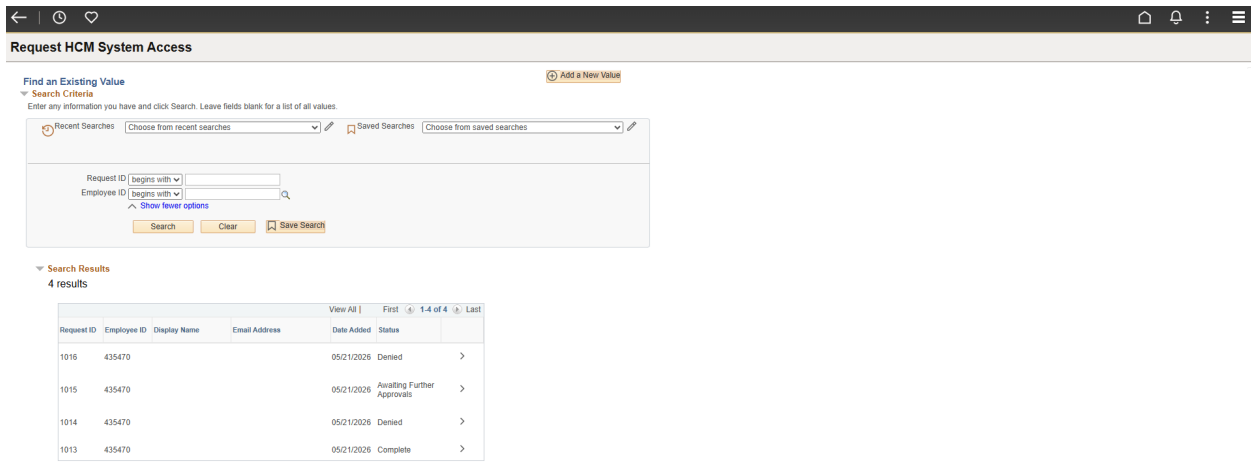 Request HCM System Access
Add a New Value
Find an Existing Value
Search Criteria
Enter any information you have and click Search. Leave fields blank for a list of all values.
Recent Searches Choose from recent searches Saved Searches Choose from saved searches
Request ID begins with
Employee ID begins with
Show fewer options
Search Clear Save Search
Search Results
4 results
View All | First 1-4 of 4 Last
Request ID Employee ID Display Name Email Address Date Added Status
1016 435470 05/21/2026 Denied
1015 435470 05/21/2026 Awaiting Further Approvals
1014 435470 05/21/2026 Denied
1013 435470 05/21/2026 Complete